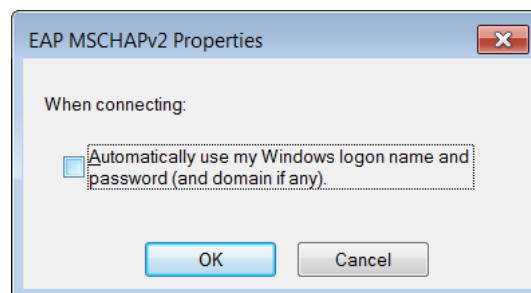 EAP MSCHAPv2 Properties
When connecting:
Automatically use my Windows logon name and
password (and domain if any).
OK
Cancel